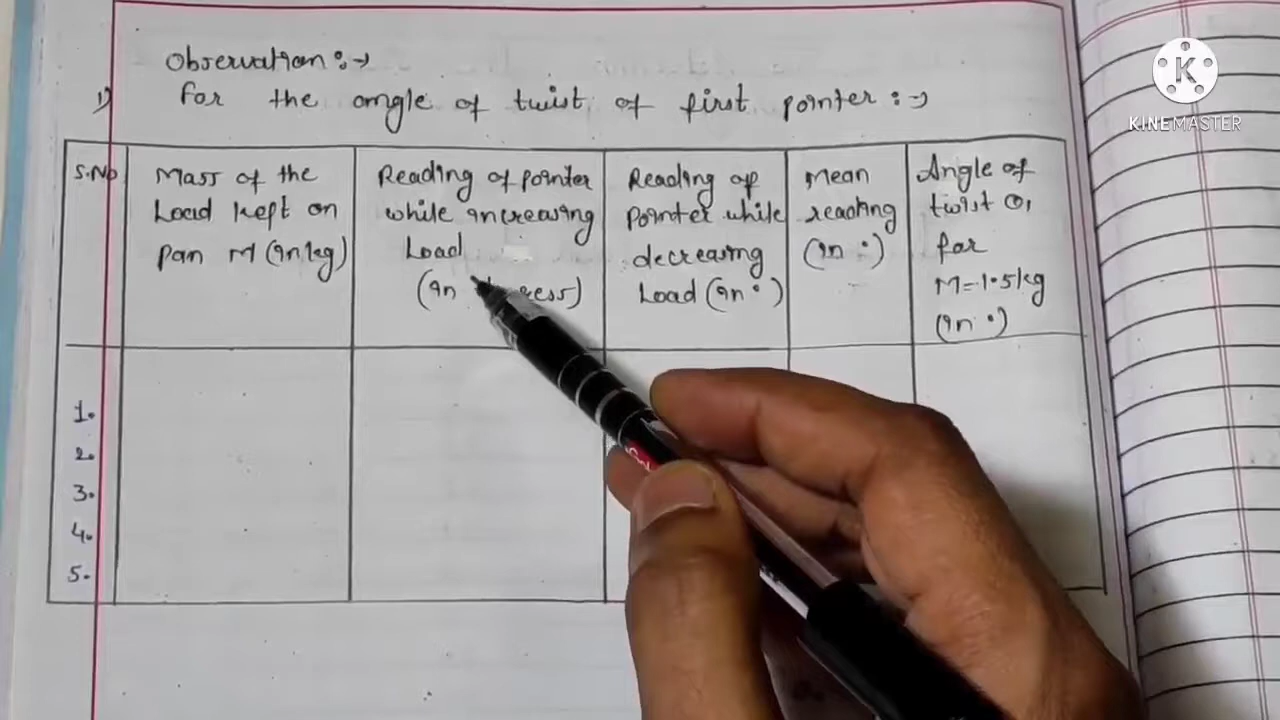 Observation :→
1) for the angle of twist of first pointer :→
S.No
Mass of the
Load kept on
pan M (in kg)
Reading of pointer
while increasing
Load
(in degress)
Reading of
pointer while
decreasing
Load (in °)
Mean
reading
(in °)
Angle of
twist θ₁
for
M=1.5kg
(in °)
1.
2.
3.
4.
5.
K
KINEMASTER